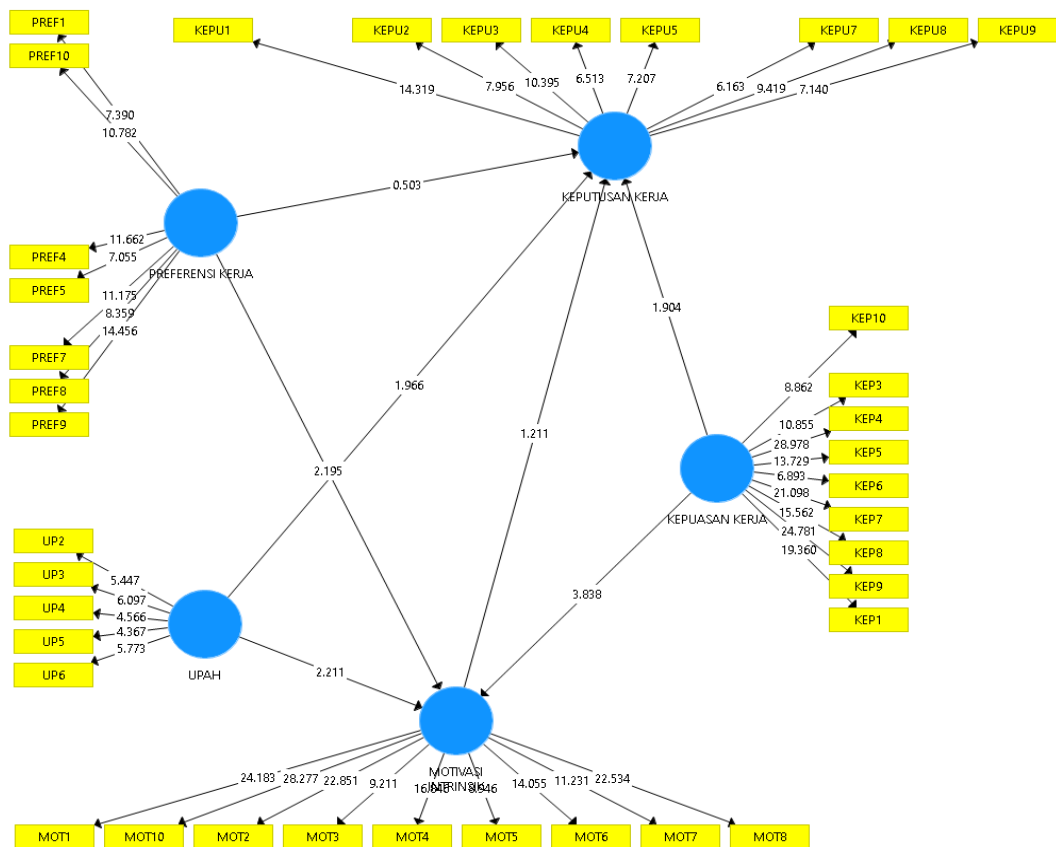 PREF1
PREF10
KEPU1
KEPU2
KEPU3
KEPU4
KEPU5
KEPU7
KEPU8
KEPU9
14.319
7.956
10.395
6.513
7.207
6.163
9.419
7.140
7.390
10.782
0.503
KEPUTUSAN KERJA
PREF4
PREF5
PREF7
PREF8
PREF9
11.662
7.055
11.175
8.359
14.456
PREFERENSI KERJA
1.904
1.966
1.211
2.195
KEP10
KEP3
KEP4
KEP5
KEP6
KEP7
KEP8
KEP9
KEP1
8.862
10.855
28.978
13.729
6.893
21.098
15.562
24.781
19.360
KEPUASAN KERJA
3.838
UP2
UP3
UP4
UP5
UP6
5.447
6.097
4.566
4.367
5.773
UPAH
2.211
MOTIVASI
INTRINSIK
24.183
28.277
22.851
9.211
14.055
11.231
22.534
MOT1
MOT10
MOT2
MOT3
MOT4
MOT5
MOT6
MOT7
MOT8